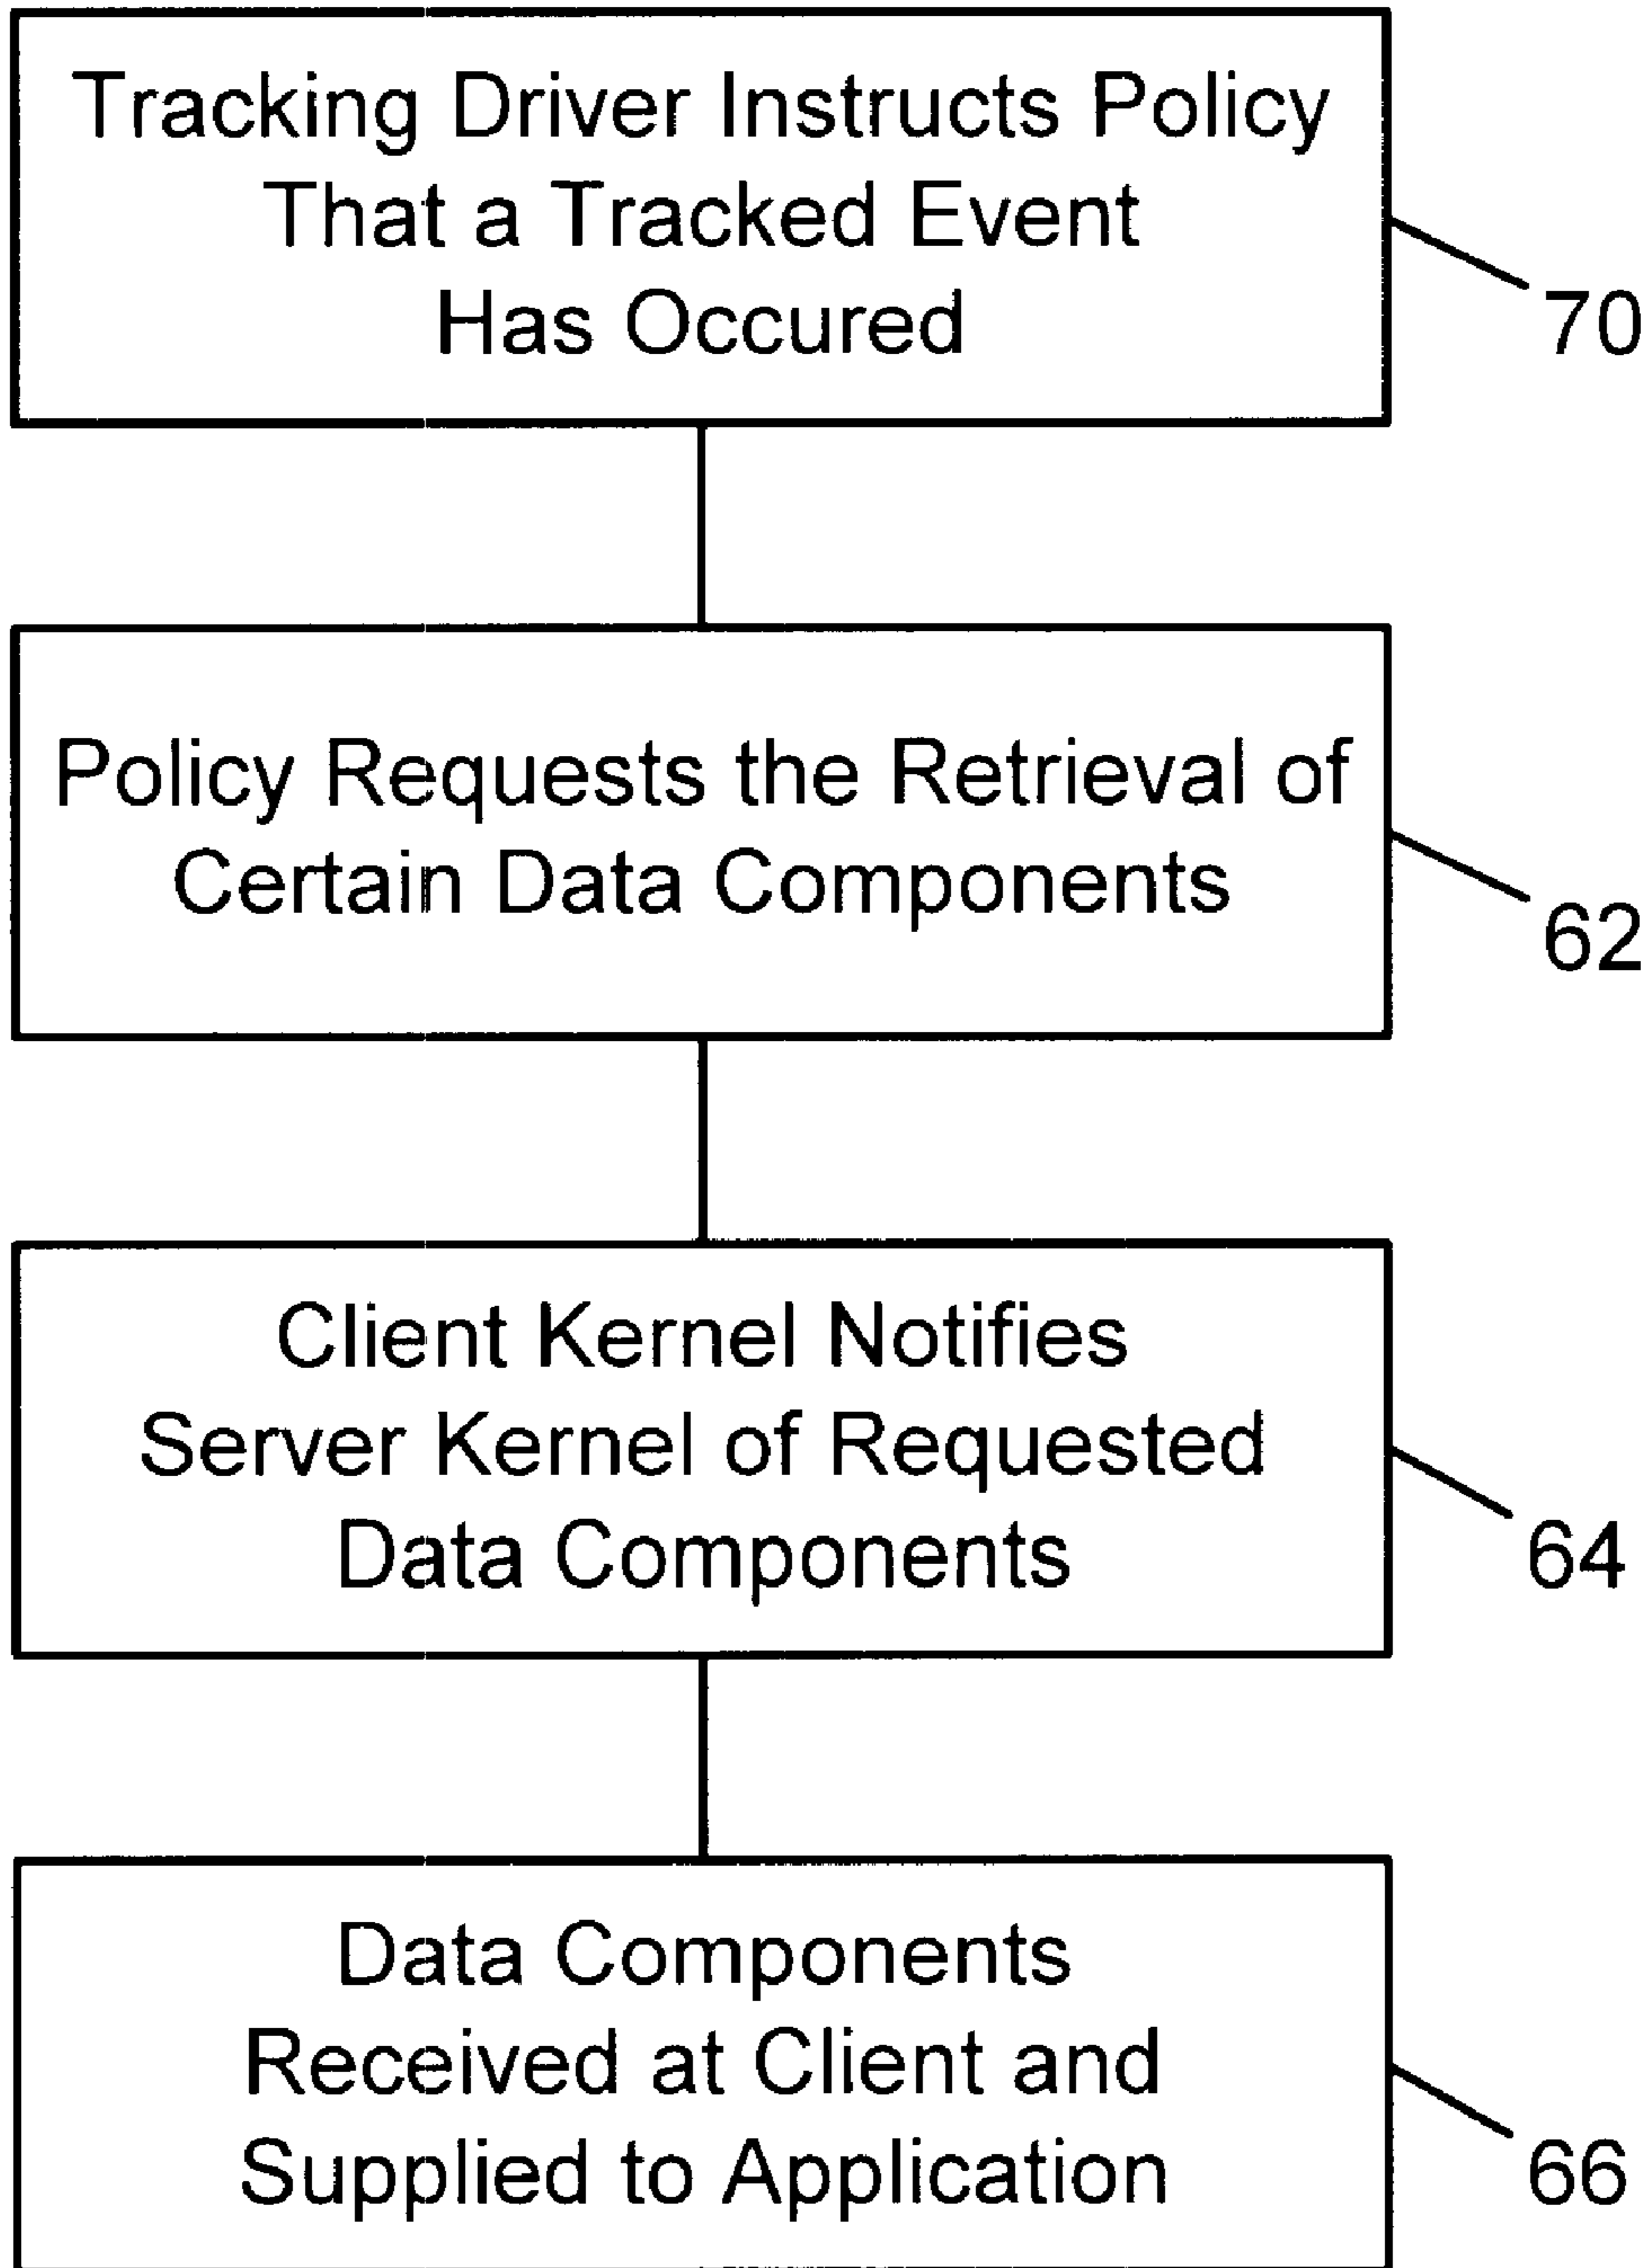 Tracking Driver Instructs Policy
That a Tracked Event
Has Occured
70
Policy Requests the Retrieval of
Certain Data Components
62
Client Kernel Notifies
Server Kernel of Requested
Data Components
64
Data Components
Received at Client and
Supplied to Application
66